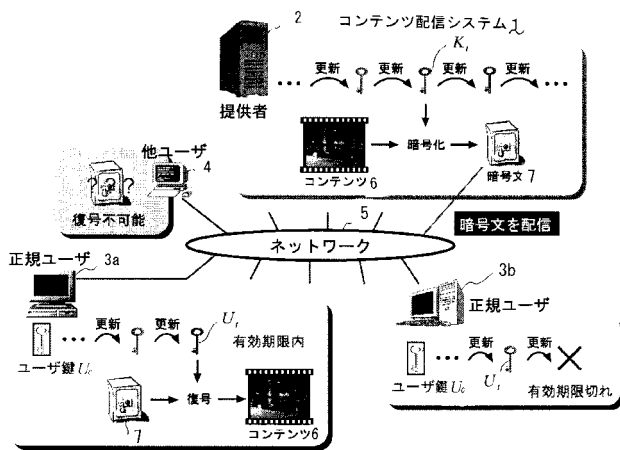 2
コンテンツ配信システム 1
K_t
... 更新 更新 更新 更新 ...
提供者
暗号化
コンテンツ6
暗号文 7
他ユーザ
4
? ? ?
復号不可能
5
ネットワーク
暗号文を配信
正規ユーザ
3a
... 更新 更新
U_t
有効期限内
ユーザ鍵 U_0
復号
7
コンテンツ6
3b
正規ユーザ
... 更新 更新
ユーザ鍵 U_0
U_t
有効期限切れ